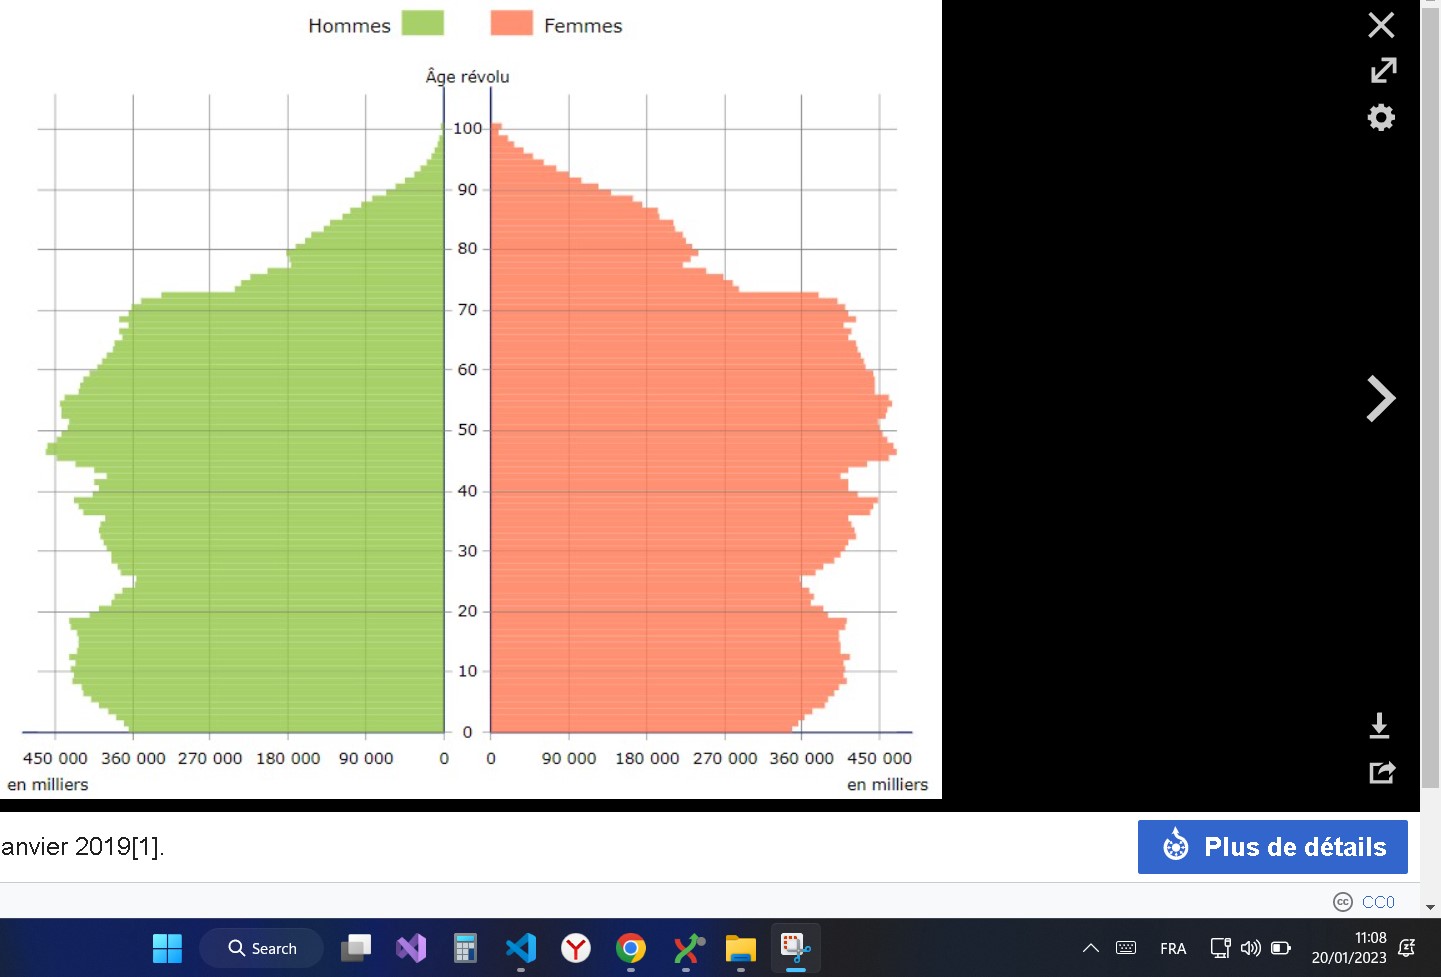 Hommes
Femmes
Âge révolu
100
90
80
70
60
50
40
30
20
10
0
450 000 360 000 270 000 180 000 90 000 0 0 90 000 180 000 270 000 360 000 450 000
en milliers en milliers
anvier 2019[1].
Plus de détails
cc CC0
Search
FRA
11:08
20/01/2023